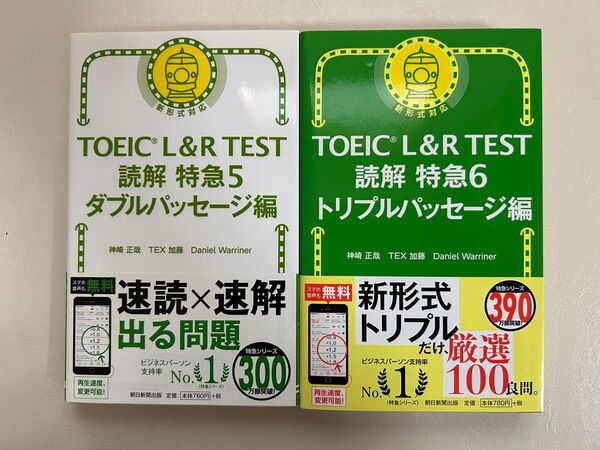 新形式対応
TOEIC® L&R TEST
読解 特急5
ダブルパッセージ編
神崎 正哉 TEX 加藤 Daniel Warriner
スマホ
音声も
無料
速読×速解
出る問題
ビジネスパーソン
支持率
No.1
(特急シリーズ)
特急シリーズ
300
万部突破!
再生速度、
変更可能!
朝日新聞出版 定価:本体760円+税
新形式対応
TOEIC® L&R TEST
読解 特急6
トリプルパッセージ編
神崎 正哉 TEX 加藤 Daniel Warriner
スマホ
音声も
無料
新形式
トリプル
だけ、厳選
100良問。
特急シリーズ
390
万部突破!
ビジネスパーソン
支持率
No.1
(特急シリーズ)
再生速度、
変更可能!
朝日新聞出版 定価:本体780円+税